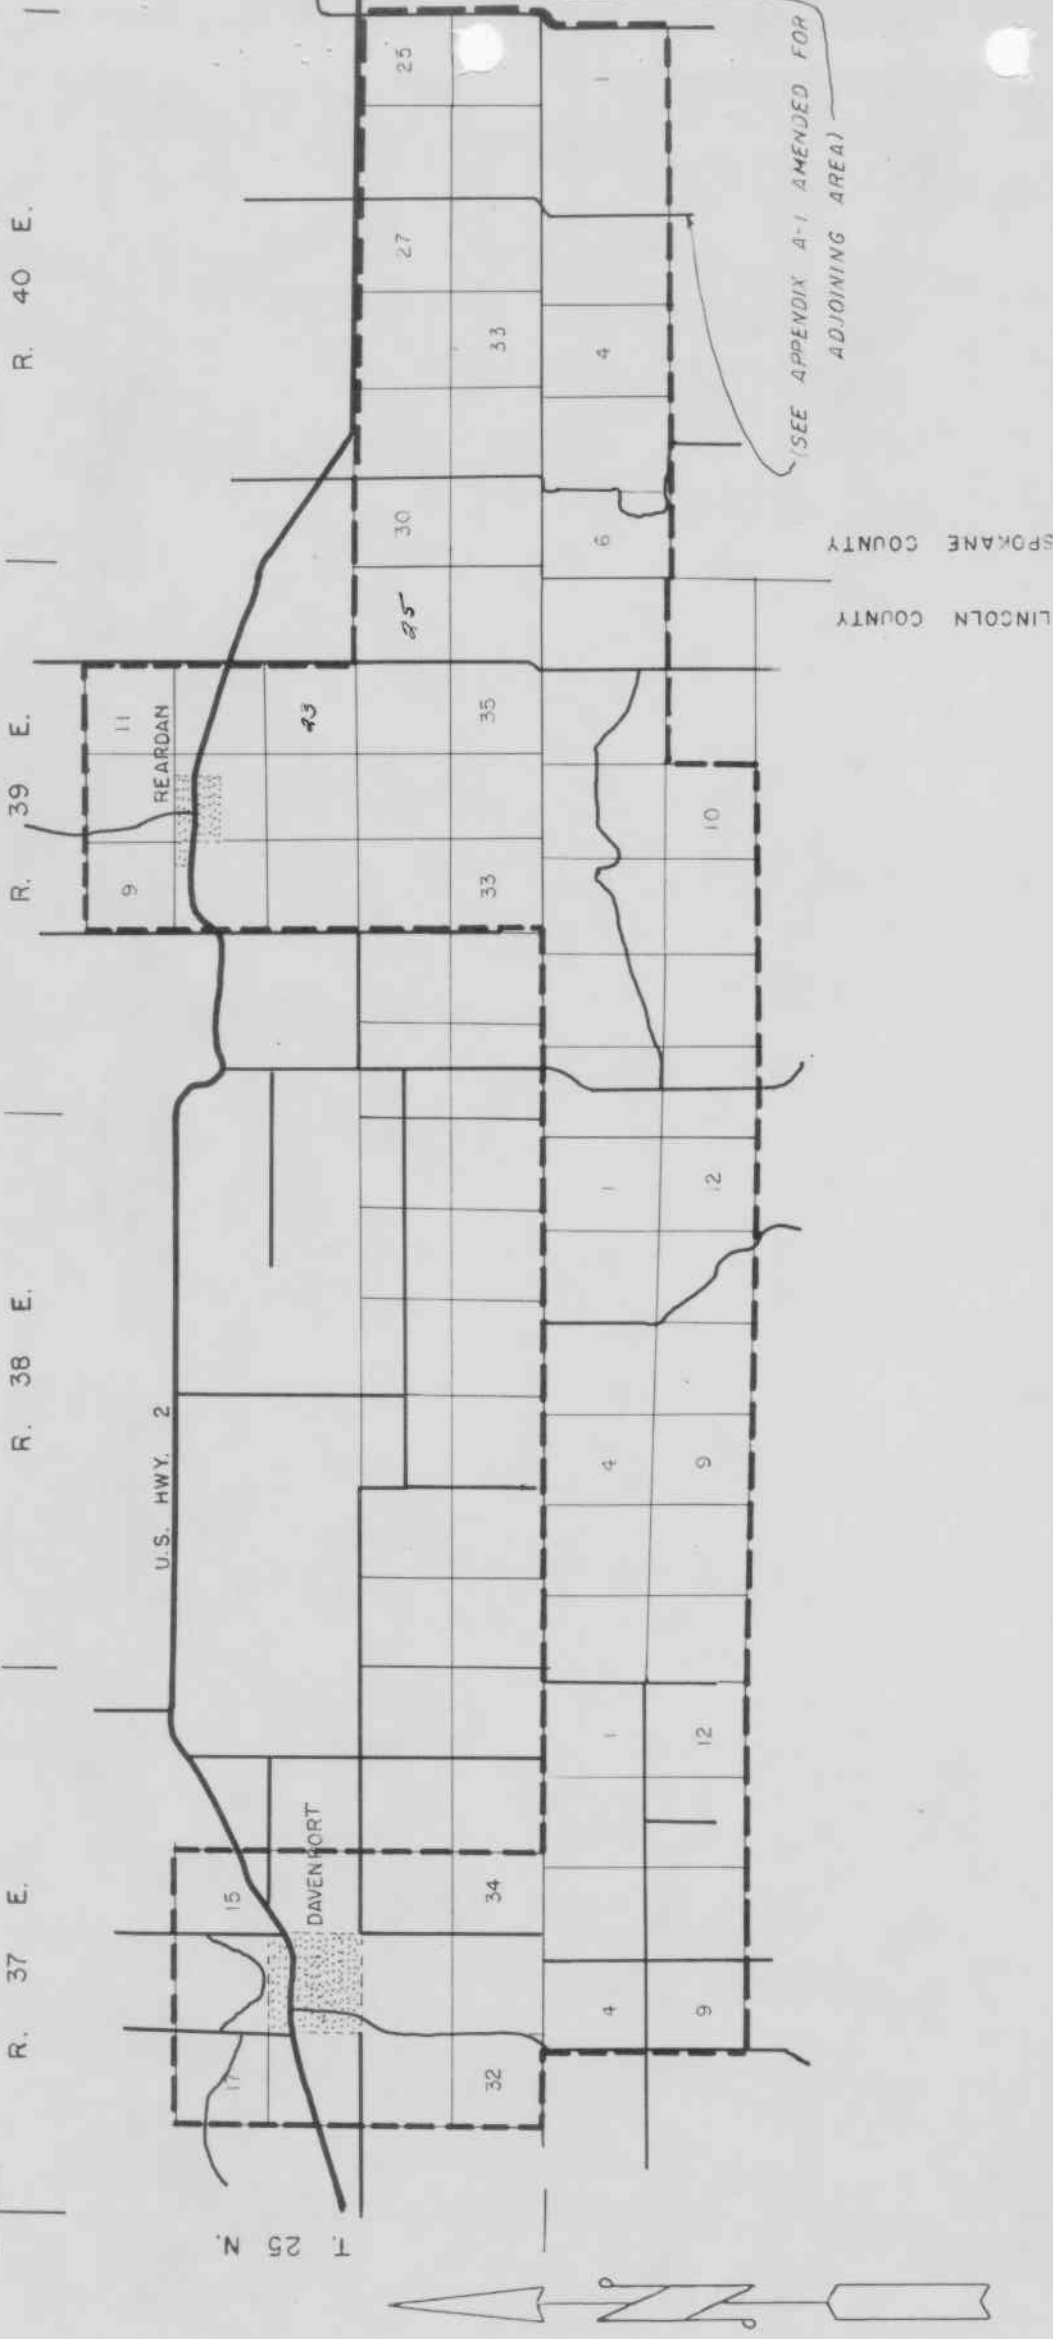 R. 37 E.
R. 38 E.
R. 39 E.
R. 40 E.
T. 25 N.
U.S. HWY. 2
9
11
REARDAN
17
15
23
DAVENPORT
25
30
27
25
32
34
33
35
33
4
1
4
1
6
4
1
9
12
9
12
10
(SEE APPENDIX A-1 AMENDED FOR
ADJOINING AREA)
LINCOLN COUNTY
SPOKANE COUNTY